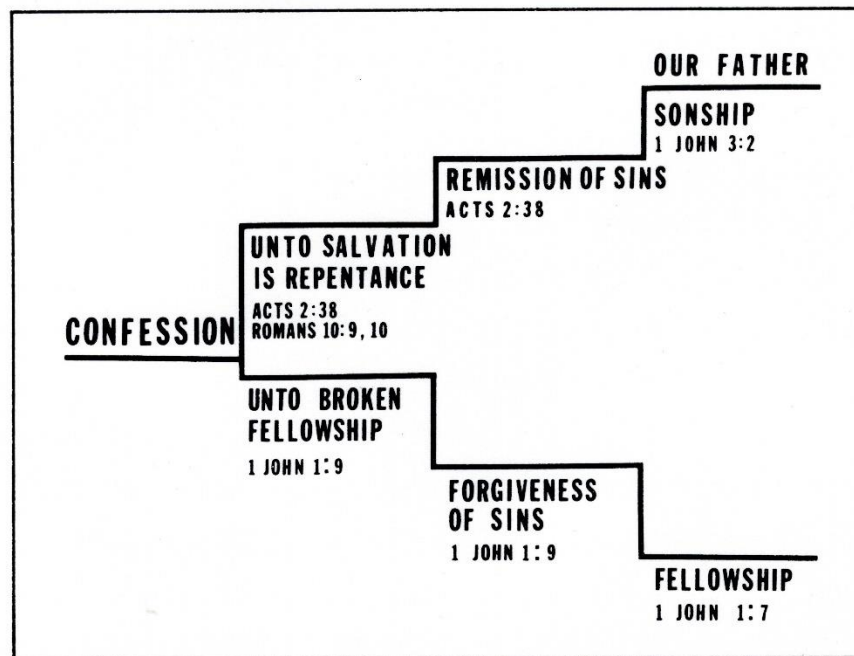 OUR FATHER
SONSHIP
1 JOHN 3:2
REMISSION OF SINS
ACTS 2:38
UNTO SALVATION
IS REPENTANCE
ACTS 2:38
ROMANS 10:9, 10
CONFESSION
UNTO BROKEN
FELLOWSHIP
1 JOHN 1:9
FORGIVENESS
OF SINS
1 JOHN 1:9
FELLOWSHIP
1 JOHN 1:7